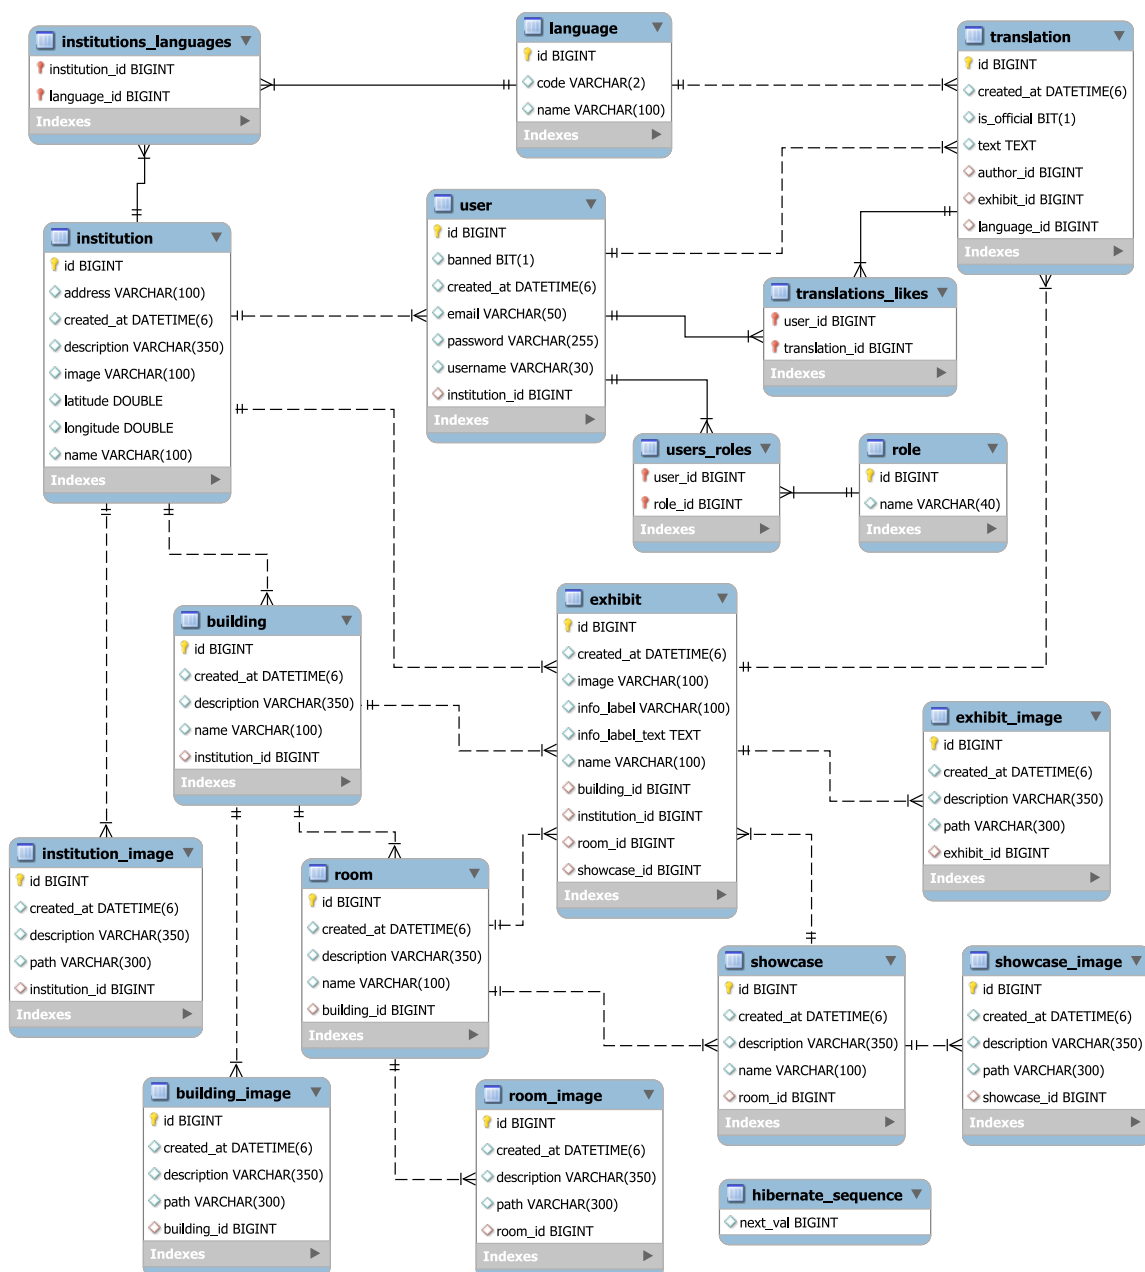 institutions_languages
institution_id BIGINT
language_id BIGINT
Indexes
language
id BIGINT
code VARCHAR(2)
name VARCHAR(100)
Indexes
translation
id BIGINT
created_at DATETIME(6)
is_official BIT(1)
text TEXT
author_id BIGINT
exhibit_id BIGINT
language_id BIGINT
Indexes
institution
id BIGINT
address VARCHAR(100)
created_at DATETIME(6)
description VARCHAR(350)
image VARCHAR(100)
latitude DOUBLE
longitude DOUBLE
name VARCHAR(100)
Indexes
user
id BIGINT
banned BIT(1)
created_at DATETIME(6)
email VARCHAR(50)
password VARCHAR(255)
username VARCHAR(30)
institution_id BIGINT
Indexes
translations_likes
user_id BIGINT
translation_id BIGINT
Indexes
users_roles
user_id BIGINT
role_id BIGINT
Indexes
role
id BIGINT
name VARCHAR(40)
Indexes
building
id BIGINT
created_at DATETIME(6)
description VARCHAR(350)
name VARCHAR(100)
institution_id BIGINT
Indexes
exhibit
id BIGINT
created_at DATETIME(6)
image VARCHAR(100)
info_label VARCHAR(100)
info_label_text TEXT
name VARCHAR(100)
building_id BIGINT
institution_id BIGINT
room_id BIGINT
showcase_id BIGINT
Indexes
exhibit_image
id BIGINT
created_at DATETIME(6)
description VARCHAR(350)
path VARCHAR(300)
exhibit_id BIGINT
Indexes
institution_image
id BIGINT
created_at DATETIME(6)
description VARCHAR(350)
path VARCHAR(300)
institution_id BIGINT
Indexes
room
id BIGINT
created_at DATETIME(6)
description VARCHAR(350)
name VARCHAR(100)
building_id BIGINT
Indexes
showcase
id BIGINT
created_at DATETIME(6)
description VARCHAR(350)
name VARCHAR(100)
room_id BIGINT
Indexes
showcase_image
id BIGINT
created_at DATETIME(6)
description VARCHAR(350)
path VARCHAR(300)
showcase_id BIGINT
Indexes
building_image
id BIGINT
created_at DATETIME(6)
description VARCHAR(350)
path VARCHAR(300)
building_id BIGINT
Indexes
room_image
id BIGINT
created_at DATETIME(6)
description VARCHAR(350)
path VARCHAR(300)
room_id BIGINT
Indexes
hibernate_sequence
next_val BIGINT